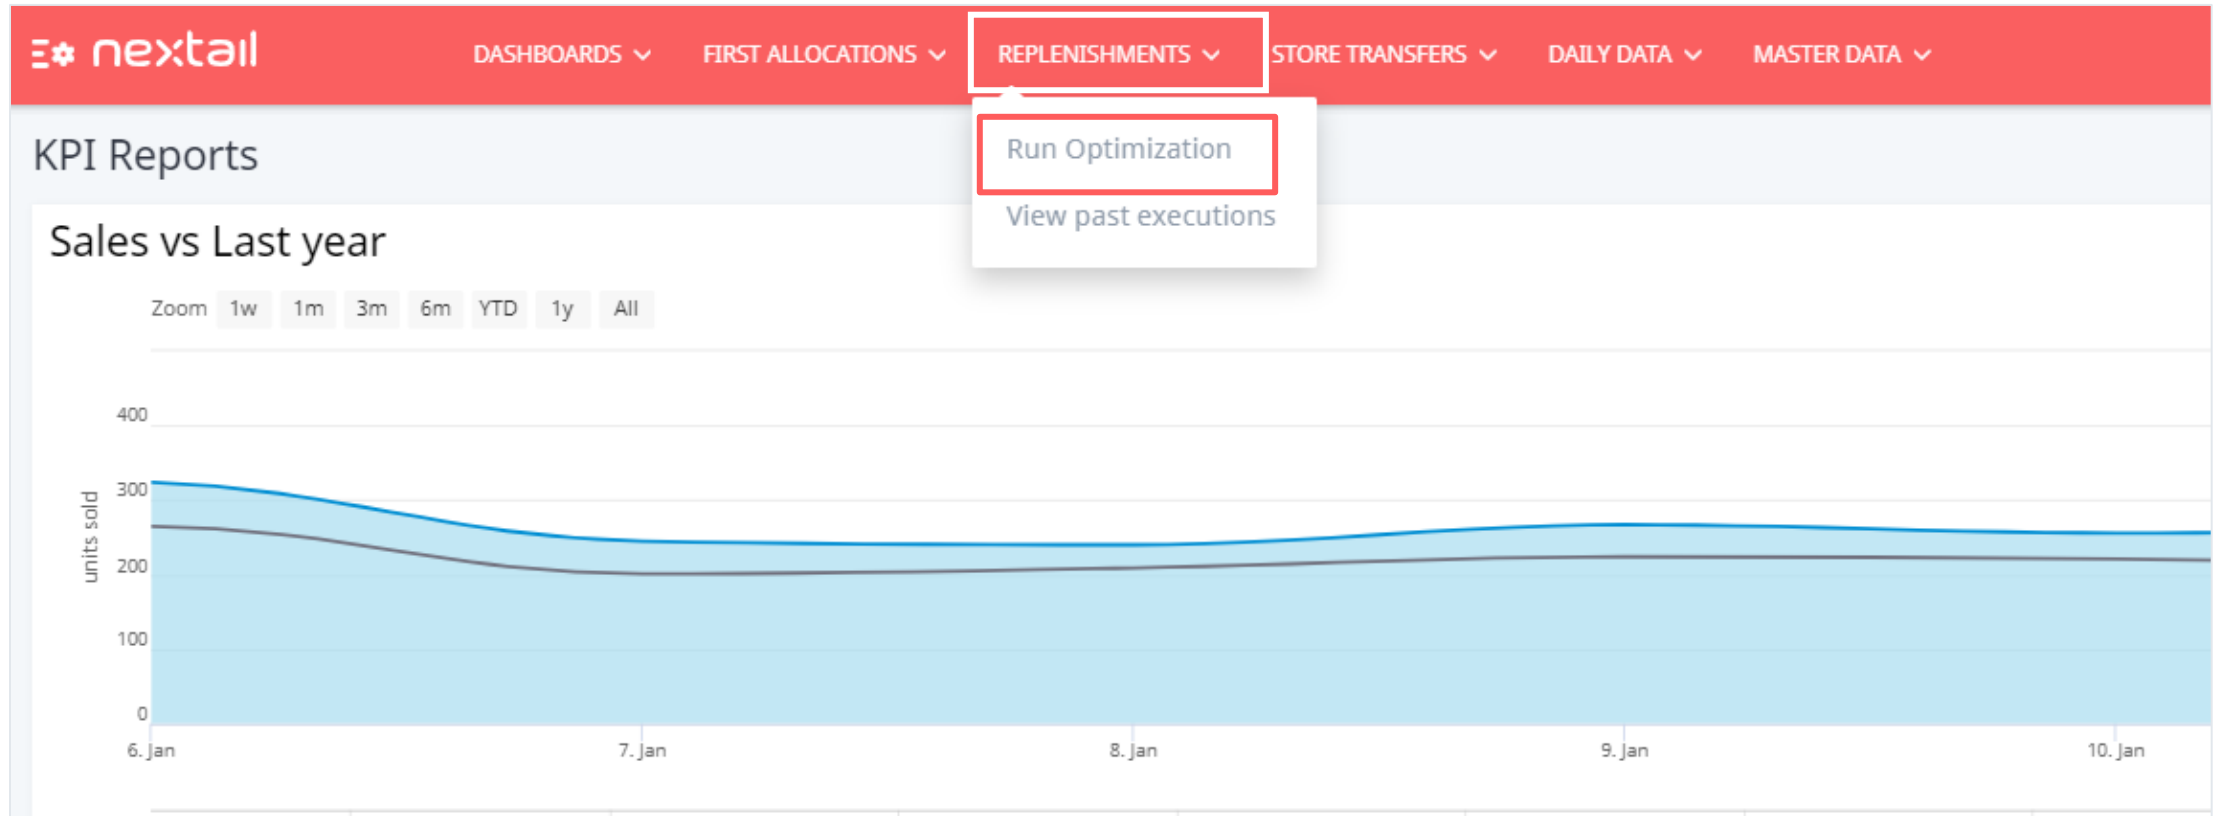 nextail
DASHBOARDS FIRST ALLOCATIONS REPLENISHMENTS STORE TRANSFERS DAILY DATA MASTER DATA
Run Optimization
View past executions
KPI Reports
Sales vs Last year
Zoom 1w 1m 3m 6m YTD 1y All
units sold
400
300
200
100
0
6. Jan 7. Jan 8. Jan 9. Jan 10. Jan